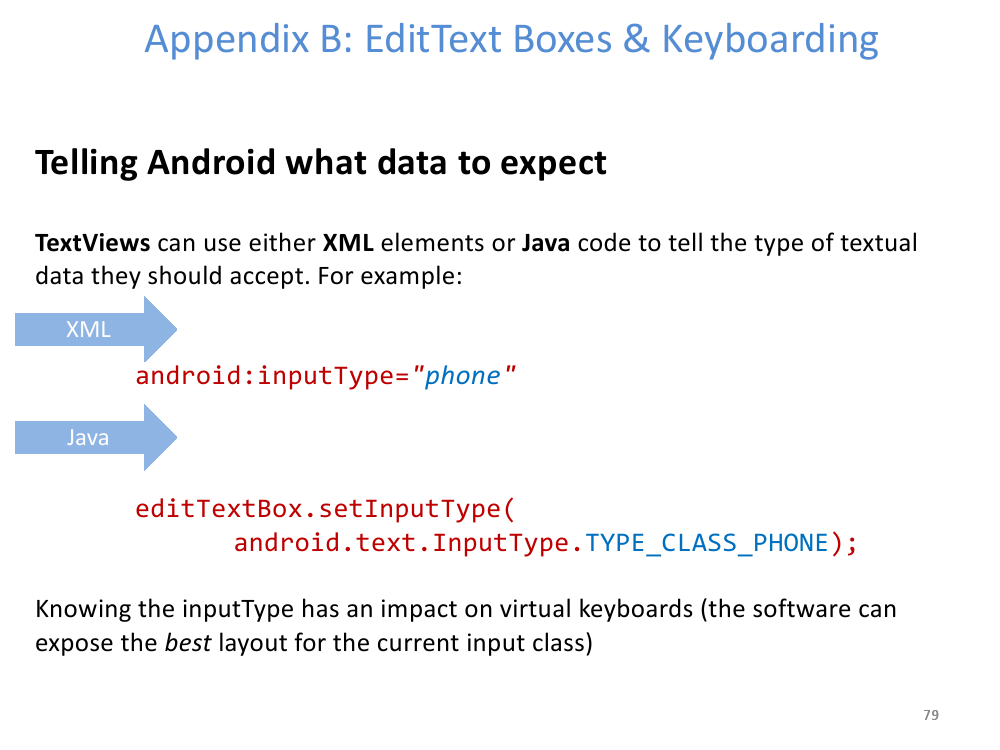 Appendix B: EditText Boxes & Keyboarding
Telling Android what data to expect
TextViews can use either XML elements or Java code to tell the type of textual
data they should accept. For example:
XML
android:inputType="phone"
Java
editTextBox.setInputType(
android.text.InputType.TYPE_CLASS_PHONE);
Knowing the inputType has an impact on virtual keyboards (the software can
expose the best layout for the current input class)
79